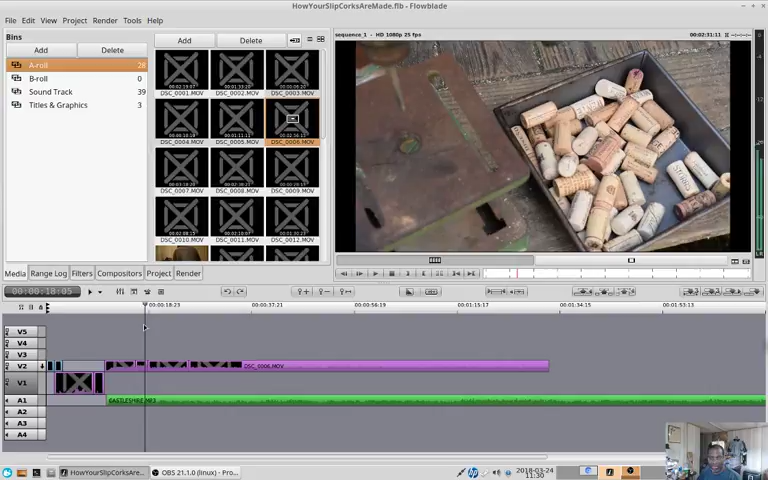 HowYourSlipCorksAreMade.flb - Flowblade
File Edit View Project Render Tools Help
Bins
Add Delete
A-roll 28
B-roll 0
Sound Track 39
Titles & Graphics 3
Add Delete
DSC_0001.MOV DSC_0002.MOV DSC_0003.MOV
DSC_0004.MOV DSC_0005.MOV DSC_0006.MOV
DSC_0007.MOV DSC_0008.MOV DSC_0009.MOV
DSC_0010.MOV DSC_0011.MOV DSC_0012.MOV
sequence_1 - HD 1080p 25 fps
00:02:31:11
Media Range Log Filters Compositors Project Render
00:00:18:05
00:00:18:23 00:00:37:21 00:00:56:19 00:01:15:17 00:01:34:15 00:01:53:13
V5
V4
V3
V2 DSC_0006.MOV
V1
A1
A2
A3
A4
HowYourSlipCorksAre... OBS 21.1.0 (linux) - Pro...
2018-03-24
11:30